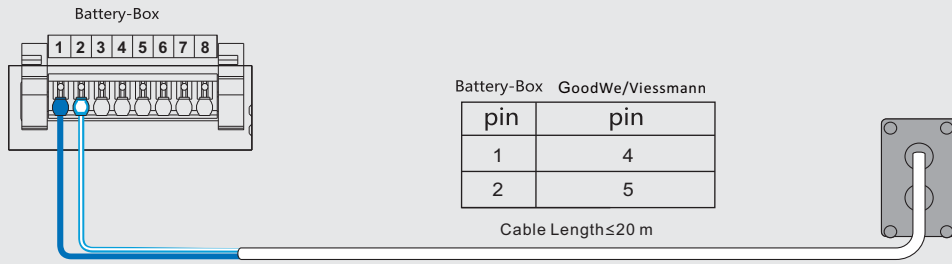 Battery-Box
1 2 3 4 5 6 7 8
Battery-Box GoodWe/Viessmann
pin pin
1 4
2 5
Cable Length≤20 m